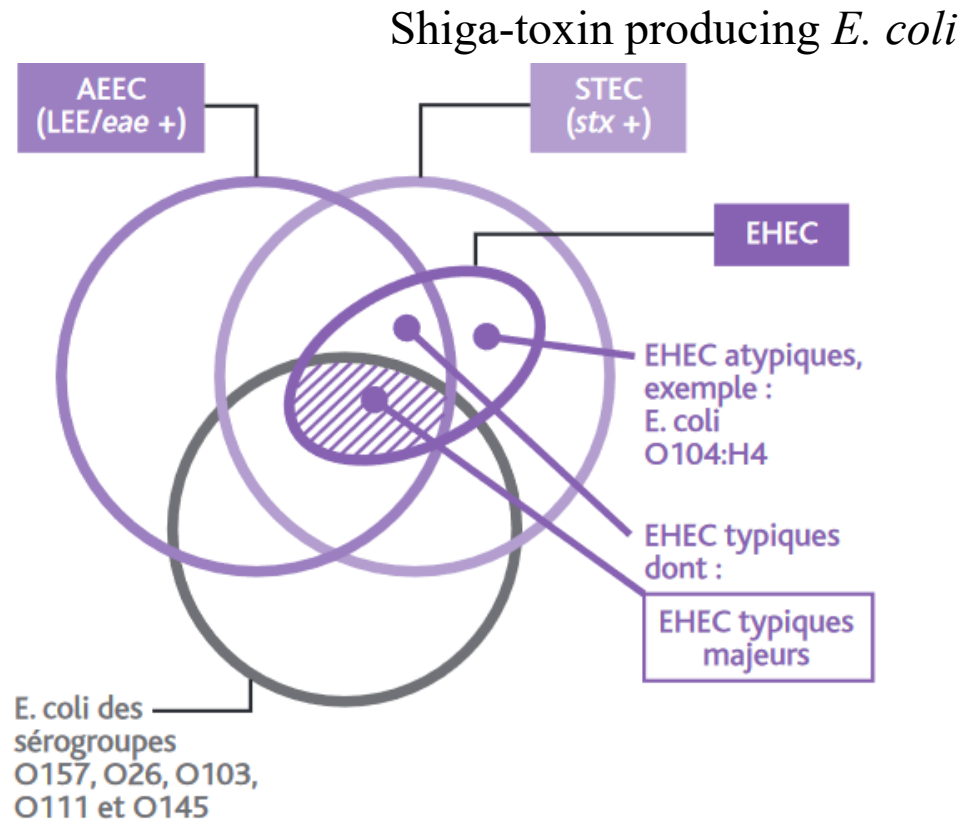 Shiga-toxin producing E. coli
AEEC
(LEE/eae +)
STEC
(stx +)
EHEC
EHEC atypiques,
exemple :
E. coli
O104:H4
EHEC typiques
dont :
EHEC typiques
majeurs
E. coli des
sérogroupes
O157, O26, O103,
O111 et O145